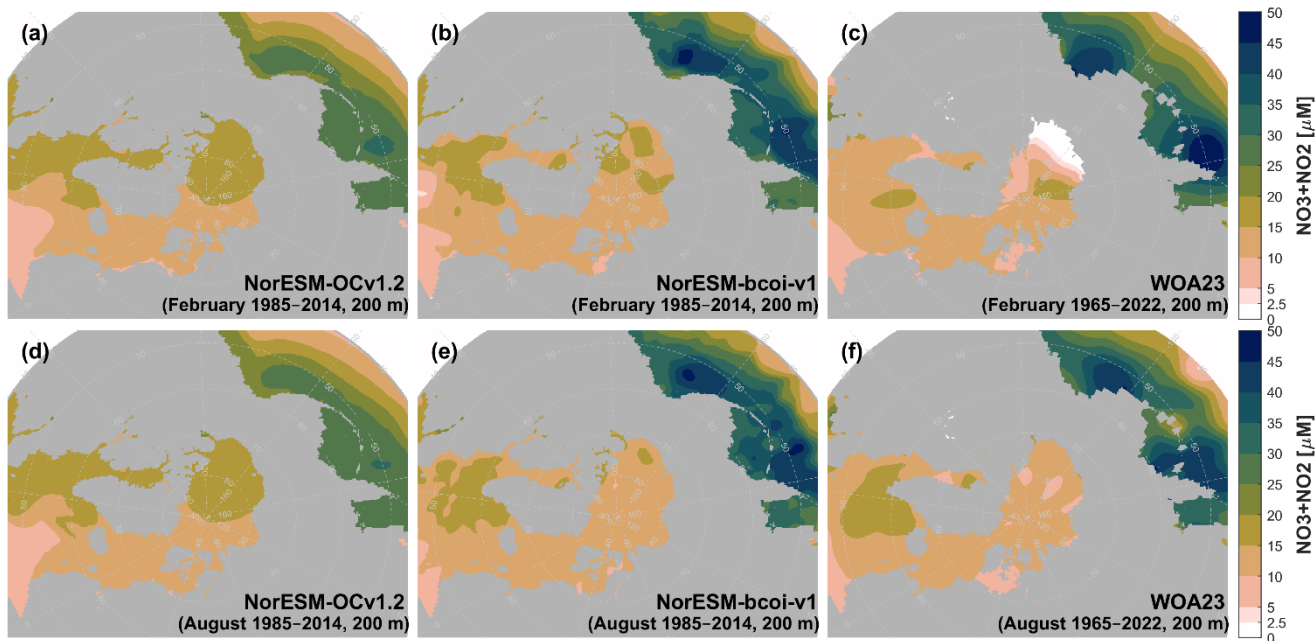 (a)
NorESM-OCv1.2
(February 1985–2014, 200 m)
(b)
NorESM-bcoi-v1
(February 1985–2014, 200 m)
(c)
WOA23
(February 1965–2022, 200 m)
50
45
40
35
30
25
20
15
10
5
2.5
0
NO3+NO2 [μM]
(d)
NorESM-OCv1.2
(August 1985–2014, 200 m)
(e)
NorESM-bcoi-v1
(August 1985–2014, 200 m)
(f)
WOA23
(August 1965–2022, 200 m)
50
45
40
35
30
25
20
15
10
5
2.5
0
NO3+NO2 [μM]